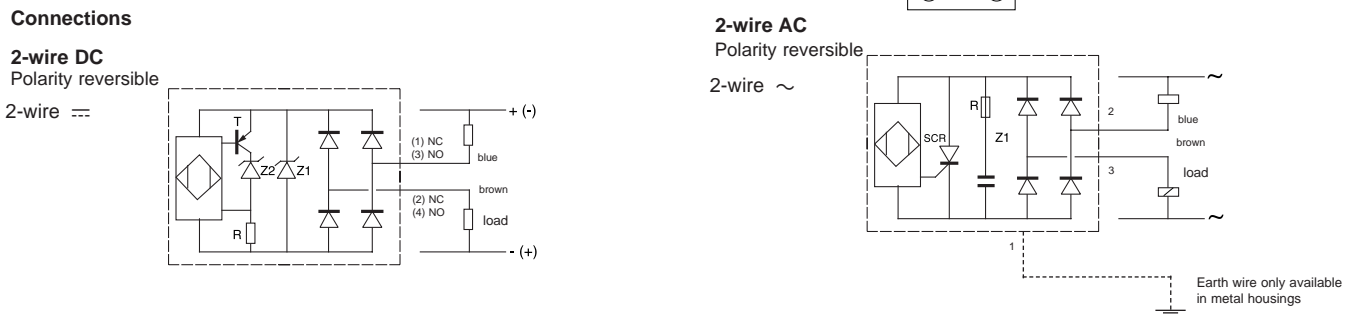 Connections
2-wire DC
Polarity reversible
2-wire ⎓
T
Z2
Z1
R
+ (-)
(1) NC
(3) NO
blue
brown
(2) NC
(4) NO
load
- (+)
2-wire AC
Polarity reversible
2-wire ~
~
R
2
blue
SCR
Z1
brown
3
load
~
1
Earth wire only available
in metal housings